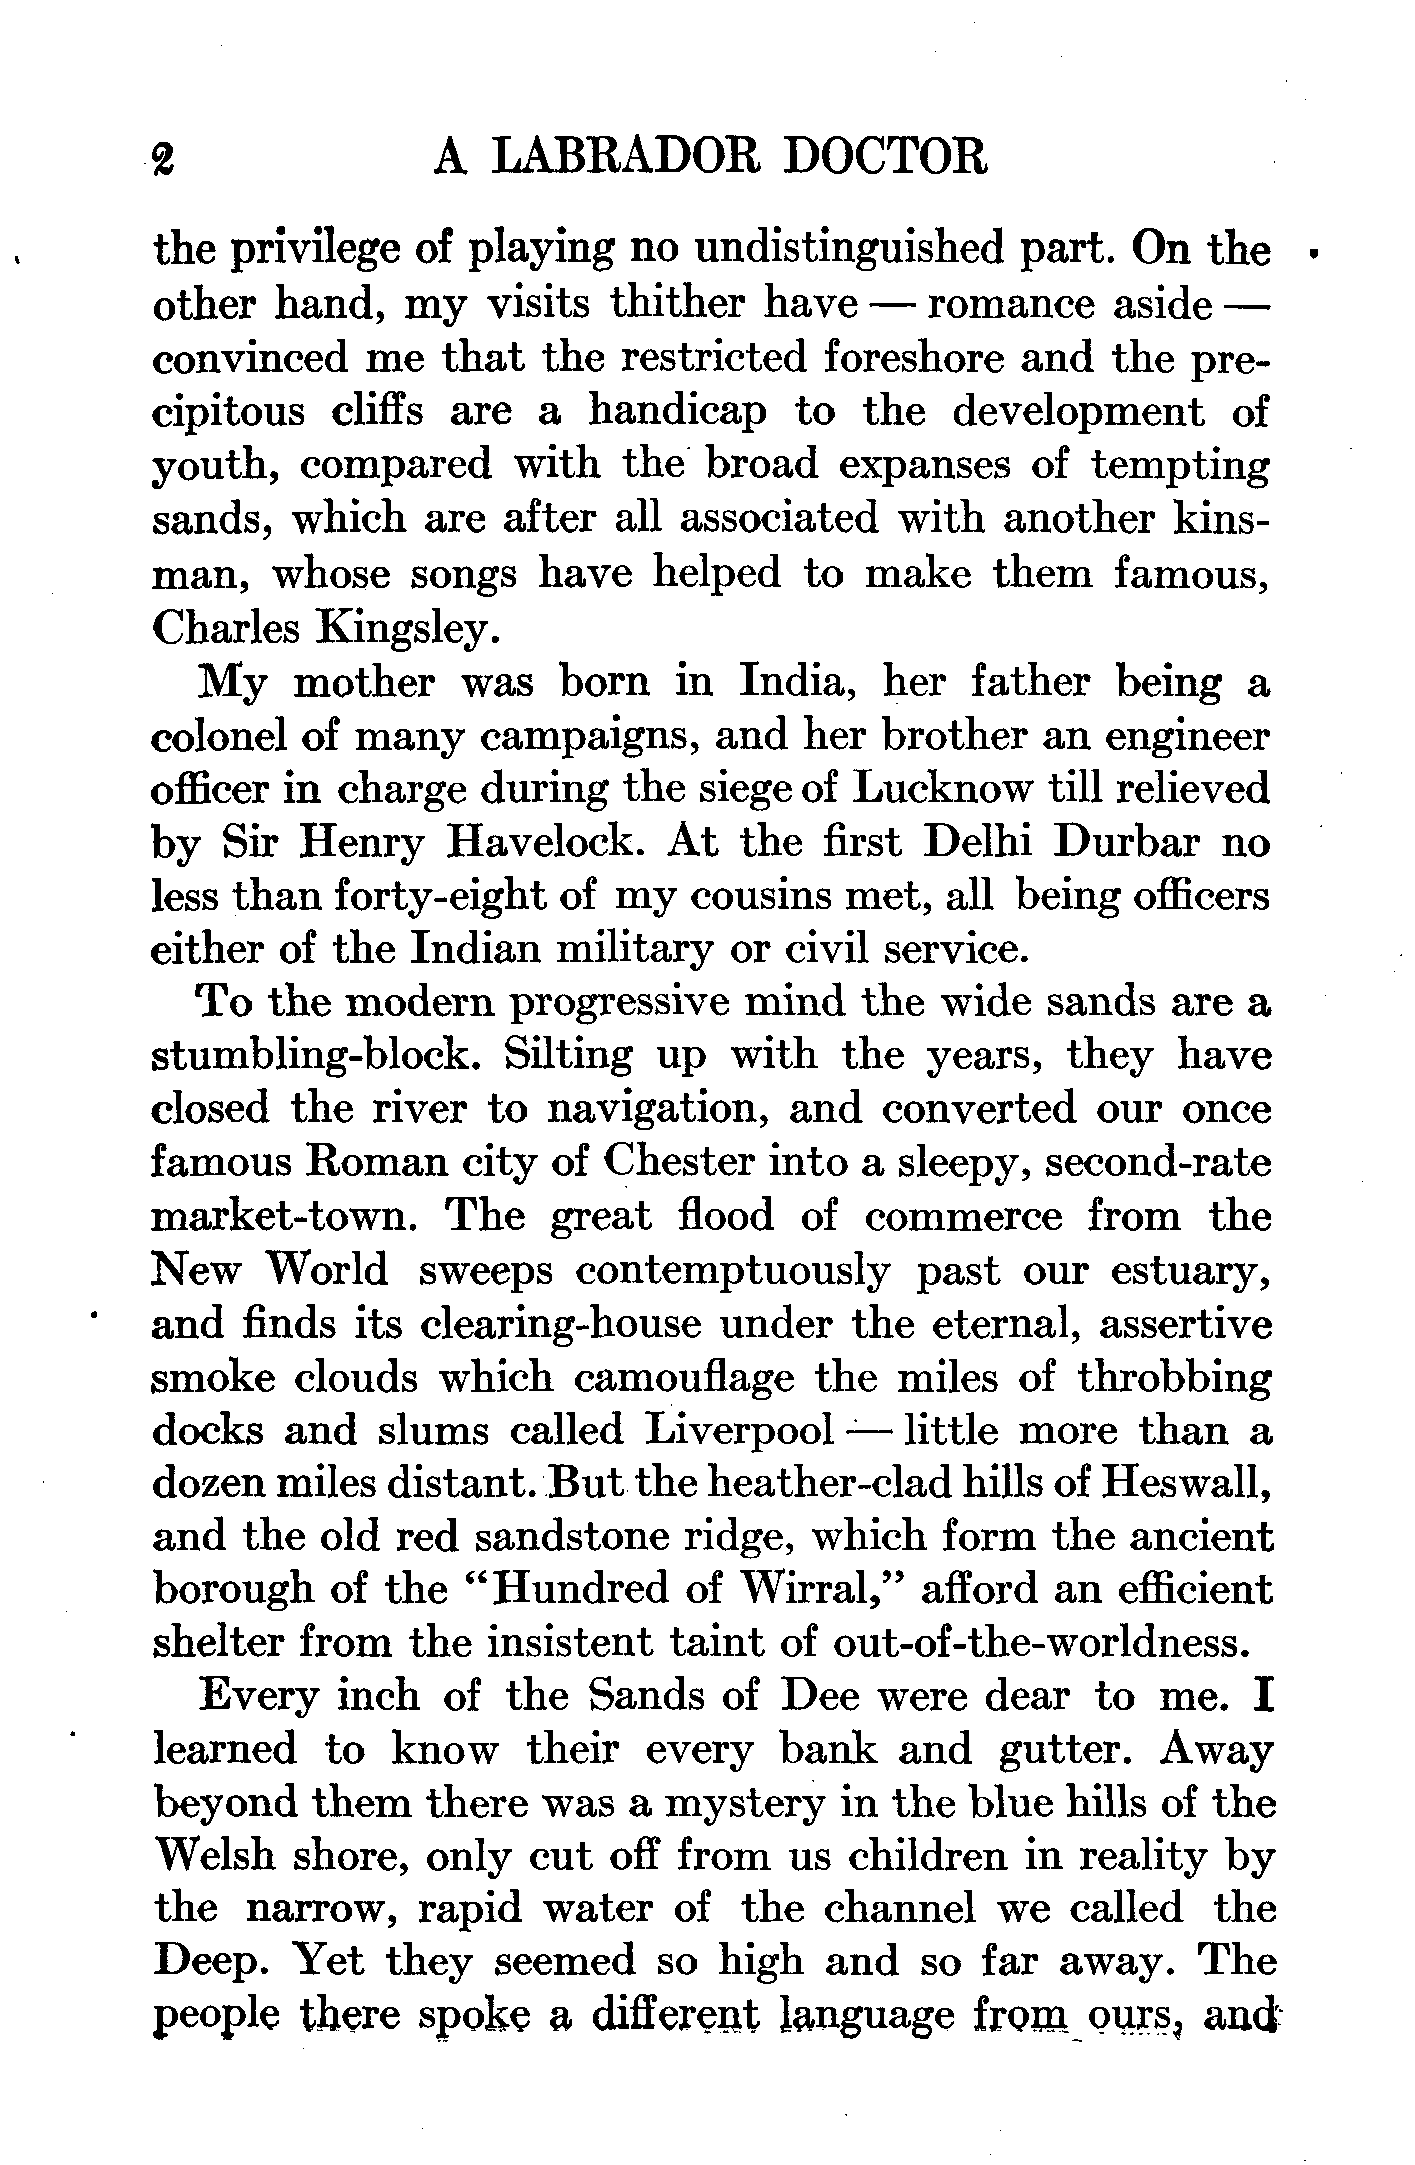 2 A LABRADOR DOCTOR
the privilege of playing no undistinguished part. On the
other hand, my visits thither have — romance aside —
convinced me that the restricted foreshore and the pre-
cipitous cliffs are a handicap to the development of
youth, compared with the broad expanses of tempting
sands, which are after all associated with another kins-
man, whose songs have helped to make them famous,
Charles Kingsley.
My mother was born in India, her father being a
colonel of many campaigns, and her brother an engineer
officer in charge during the siege of Lucknow till relieved
by Sir Henry Havelock. At the first Delhi Durbar no
less than forty-eight of my cousins met, all being officers
either of the Indian military or civil service.
To the modern progressive mind the wide sands are a
stumbling-block. Silting up with the years, they have
closed the river to navigation, and converted our once
famous Roman city of Chester into a sleepy, second-rate
market-town. The great flood of commerce from the
New World sweeps contemptuously past our estuary,
and finds its clearing-house under the eternal, assertive
smoke clouds which camouflage the miles of throbbing
docks and slums called Liverpool — little more than a
dozen miles distant. But the heather-clad hills of Heswall,
and the old red sandstone ridge, which form the ancient
borough of the "Hundred of Wirral," afford an efficient
shelter from the insistent taint of out-of-the-worldness.
Every inch of the Sands of Dee were dear to me. I
learned to know their every bank and gutter. Away
beyond them there was a mystery in the blue hills of the
Welsh shore, only cut off from us children in reality by
the narrow, rapid water of the channel we called the
Deep. Yet they seemed so high and so far away. The
people there spoke a different language from ours, and